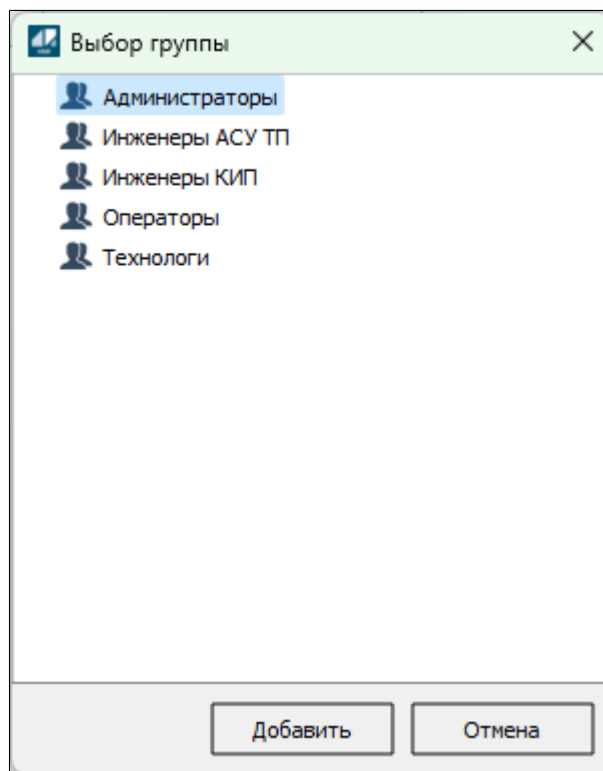 Выбор группы
Администраторы
Инженеры АСУ ТП
Инженеры КИП
Операторы
Технологи
Добавить
Отмена